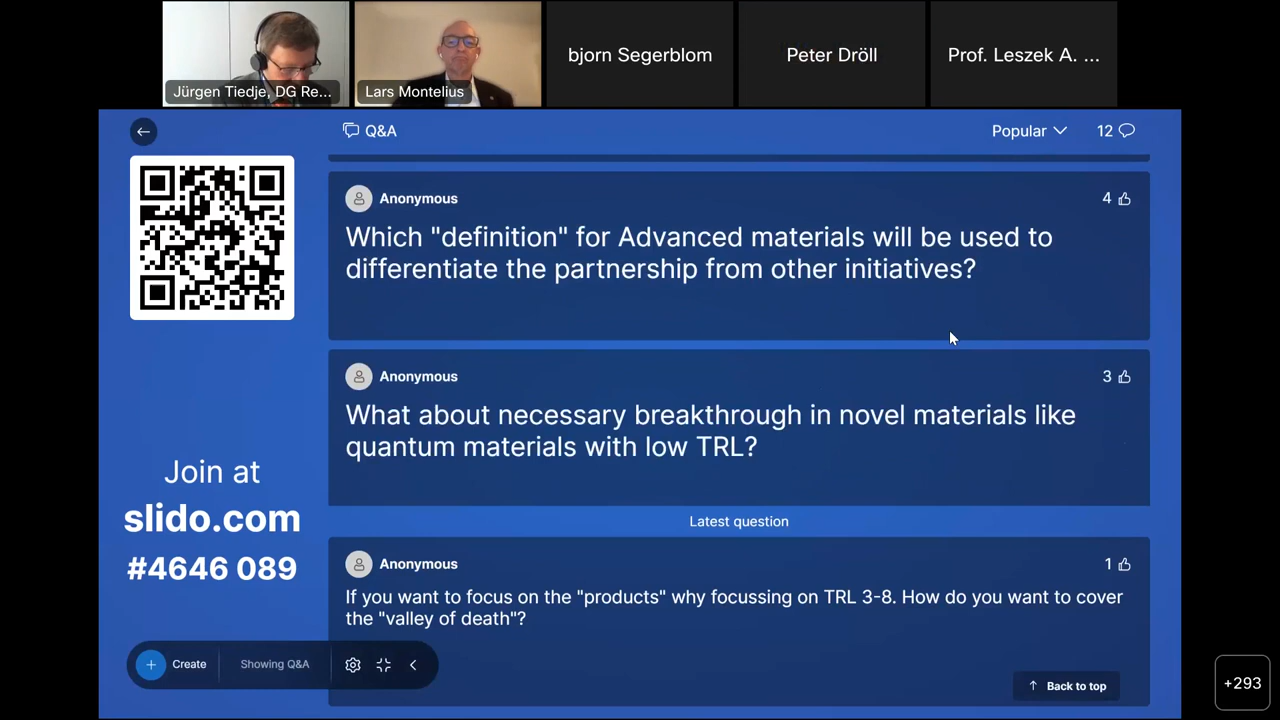 Jürgen Tiedje, DG Re...
Lars Montelius
bjorn Segerblom
Peter Dröll
Prof. Leszek A. ...
Q&A
Popular
12
Anonymous
4
Which "definition" for Advanced materials will be used to
differentiate the partnership from other initiatives?
Anonymous
3
What about necessary breakthrough in novel materials like
quantum materials with low TRL?
Join at
slido.com
#4646 089
Latest question
Anonymous
1
If you want to focus on the "products" why focussing on TRL 3-8. How do you want to cover
the "valley of death"?
Create
Showing Q&A
Back to top
+293